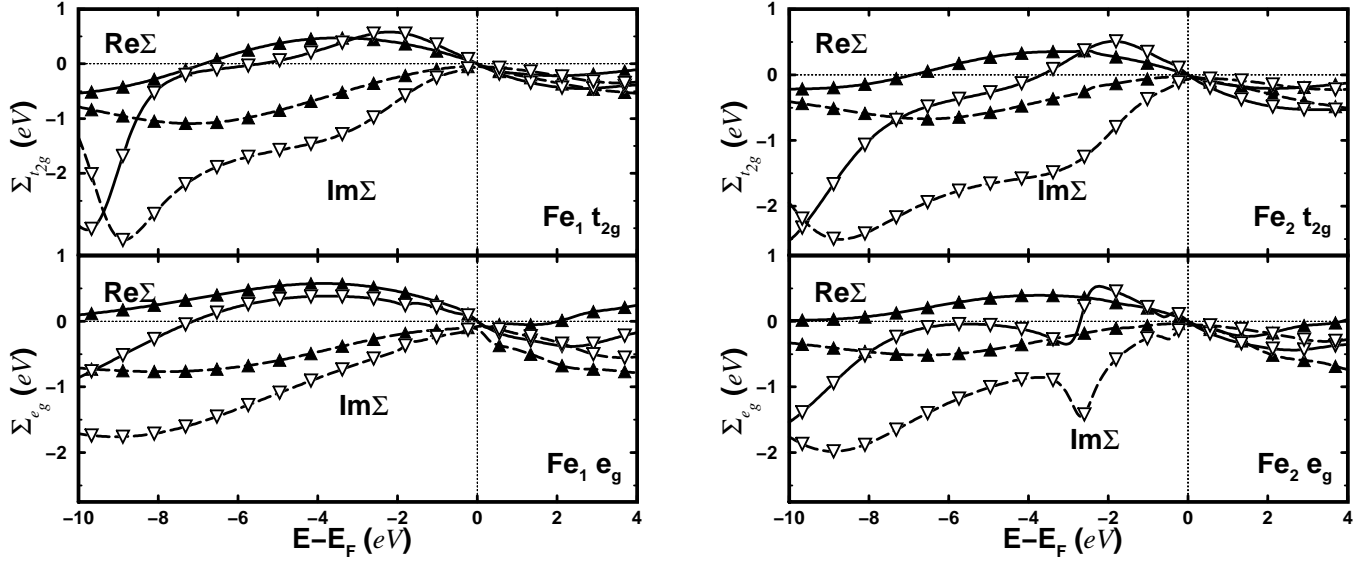 1
ReΣ
0
−1
−2
Σt2g (eV)
ImΣ
Fe1 t2g
1
ReΣ
0
−1
−2
Σeg (eV)
ImΣ
Fe1 eg
−10 −8 −6 −4 −2 0 2 4
E−EF (eV)
1
ReΣ
0
−1
−2
Σt2g (eV)
ImΣ
Fe2 t2g
1
ReΣ
0
−1
−2
Σeg (eV)
ImΣ
Fe2 eg
−10 −8 −6 −4 −2 0 2 4
E−EF (eV)